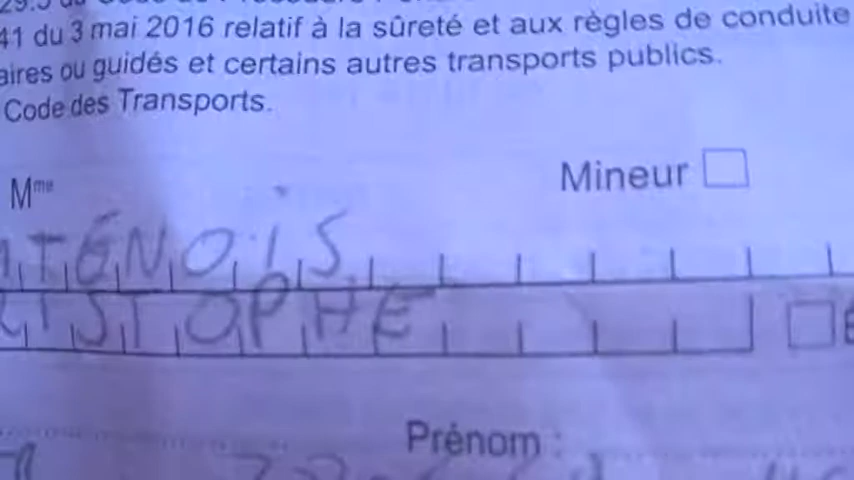 41 du 3 mai 2016 relatif à la sûreté et aux règles de conduite
aires ou guidés et certains autres transports publics.
Code des Transports.
Mme
Mineur
TENOIS
ISTOPHE
Prénom :